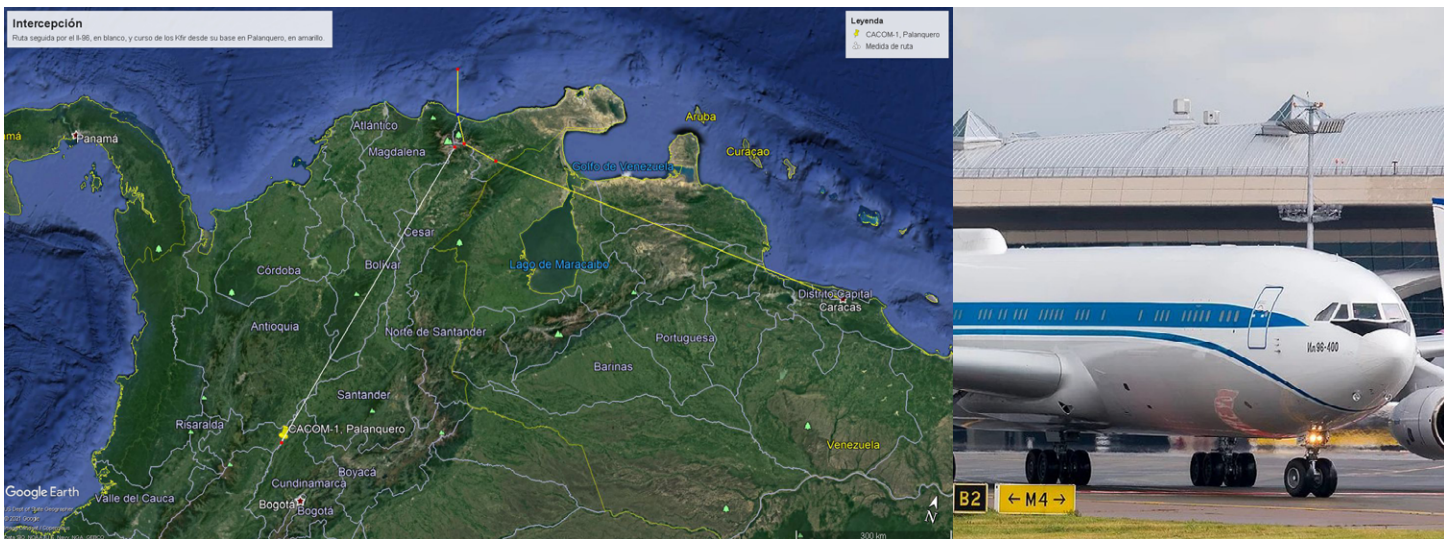 Intercepción
Ruta seguida por el Il-96, en blanco, y curso de los Kfir desde su base en Palanquero, en amarillo.
Leyenda
CACOM-1, Palanquero
Medida de ruta
Panamá
Atlántico
Magdalena
Aruba
Curaçao
Golfo de Venezuela
Cesar
Córdoba
Bolívar
Lago de Maracaibo
Distrito Capital
Caracas
Antioquia
Norte de Santander
Portuguesa
Barinas
Santander
Risaralda
CACOM-1, Palanquero
Venezuela
Boyacá
Cundinamarca
Valle del Cauca
Bogotá
Bogotá
Google Earth
© 2021 Google
N
300 km
Ил 96-400
B2
← M4 →